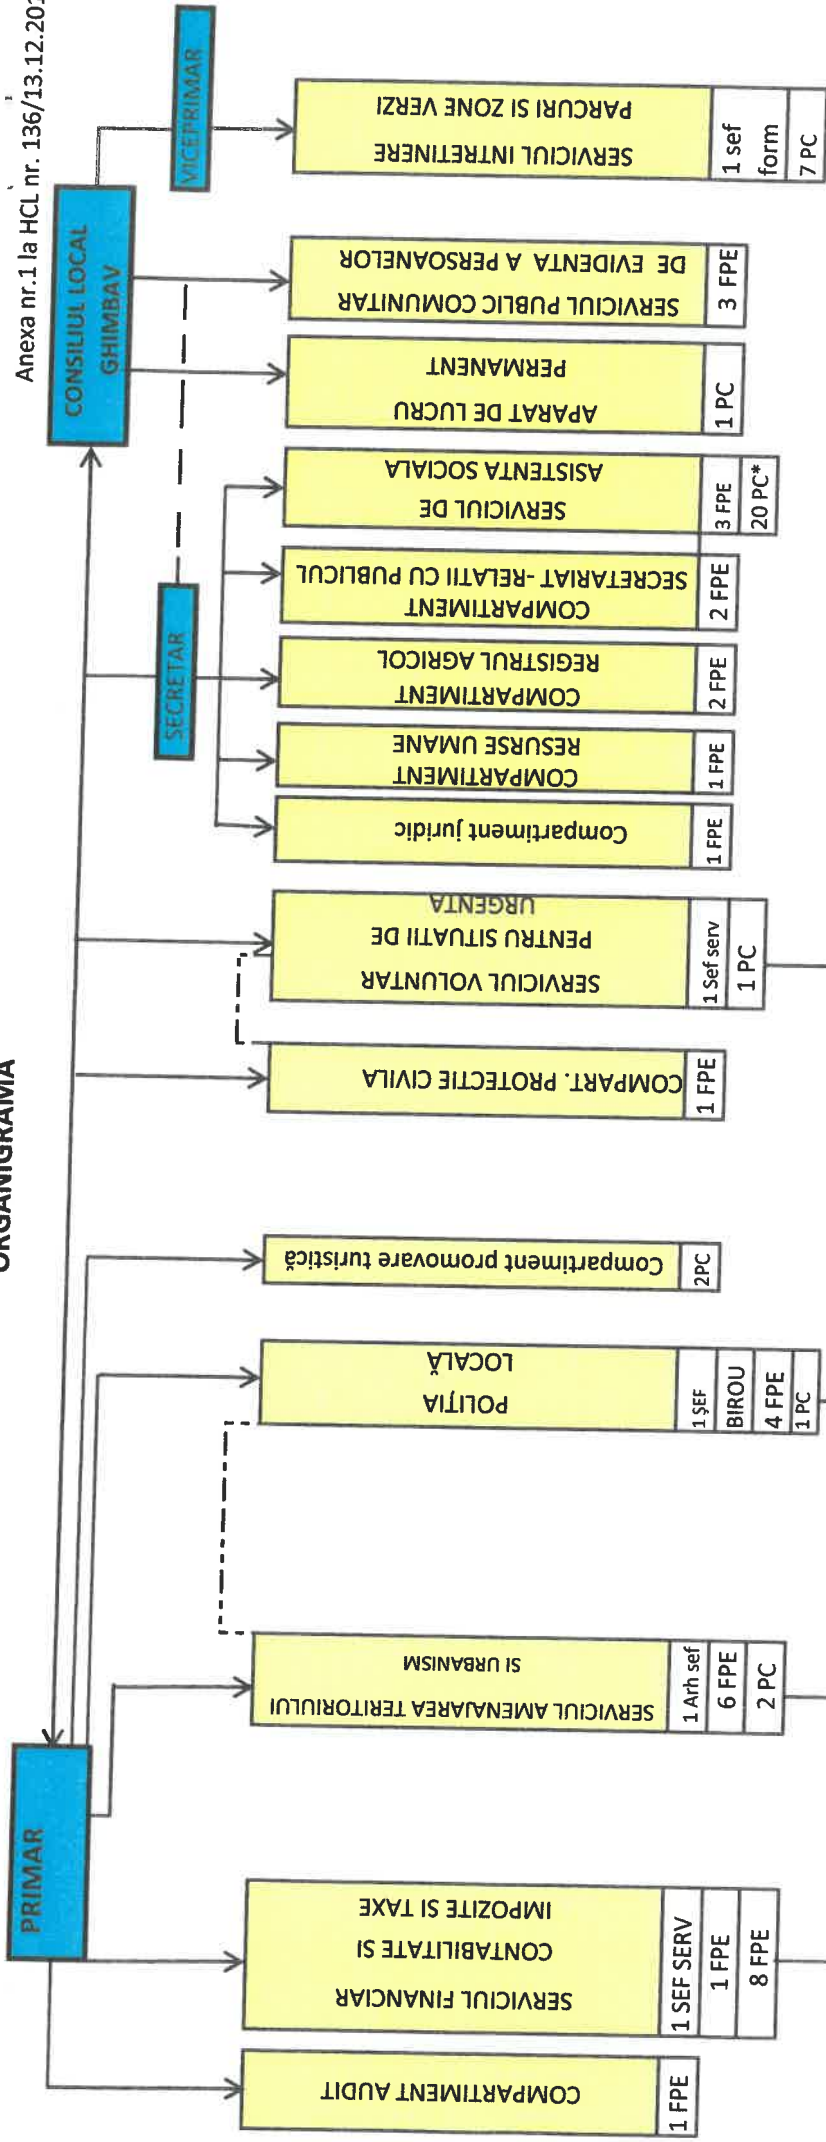 Anexa nr.1 la HCL nr. 136/13.12.201
ORGANIGRAMA
PRIMAR
CONSILIUL LOCAL
GHIMBAV
VICEPRIMAR
SECRETAR
COMPARTIMENT AUDIT
1 FPE
SERVICIUL FINANCIAR
CONTABILITATE SI
IMPOZITE SI TAXE
1 SEF SERV
1 FPE
8 FPE
SERVICIUL AMENAJAREA TERITORIULUI
SI URBANISM
1 Arh sef
6 FPE
2 PC
POLIŢIA
LOCALĂ
1 ŞEF
BIROU
4 FPE
1 PC
Compartiment promovare turistică
2PC
COMPART. PROTECTIE CIVILA
1 FPE
SERVICIUL VOLUNTAR
PENTRU SITUATII DE
URGENTA
1 Sef serv
1 PC
Compartiment juridic
1 FPE
COMPARTIMENT
RESURSE UMANE
1 FPE
COMPARTIMENT
REGISTRUL AGRICOL
2 FPE
COMPARTIMENT
SECRETARIAT -RELATII CU PUBLICUL
2 FPE
SERVICIUL DE
ASISTENTA SOCIALA
3 FPE
20 PC*
APARAT DE LUCRU
PERMANENT
1 PC
SERVICIUL PUBLIC COMUNITAR
DE EVIDENTA A PERSOANELOR
3 FPE
SERVICIUL INTRETINERE
PARCURI SI ZONE VERZI
1 sef
form
7 PC